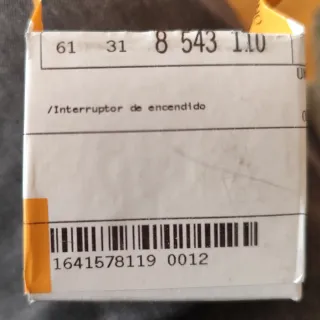 61 31 8 543 110
/Interruptor de encendido
1641578119 0012